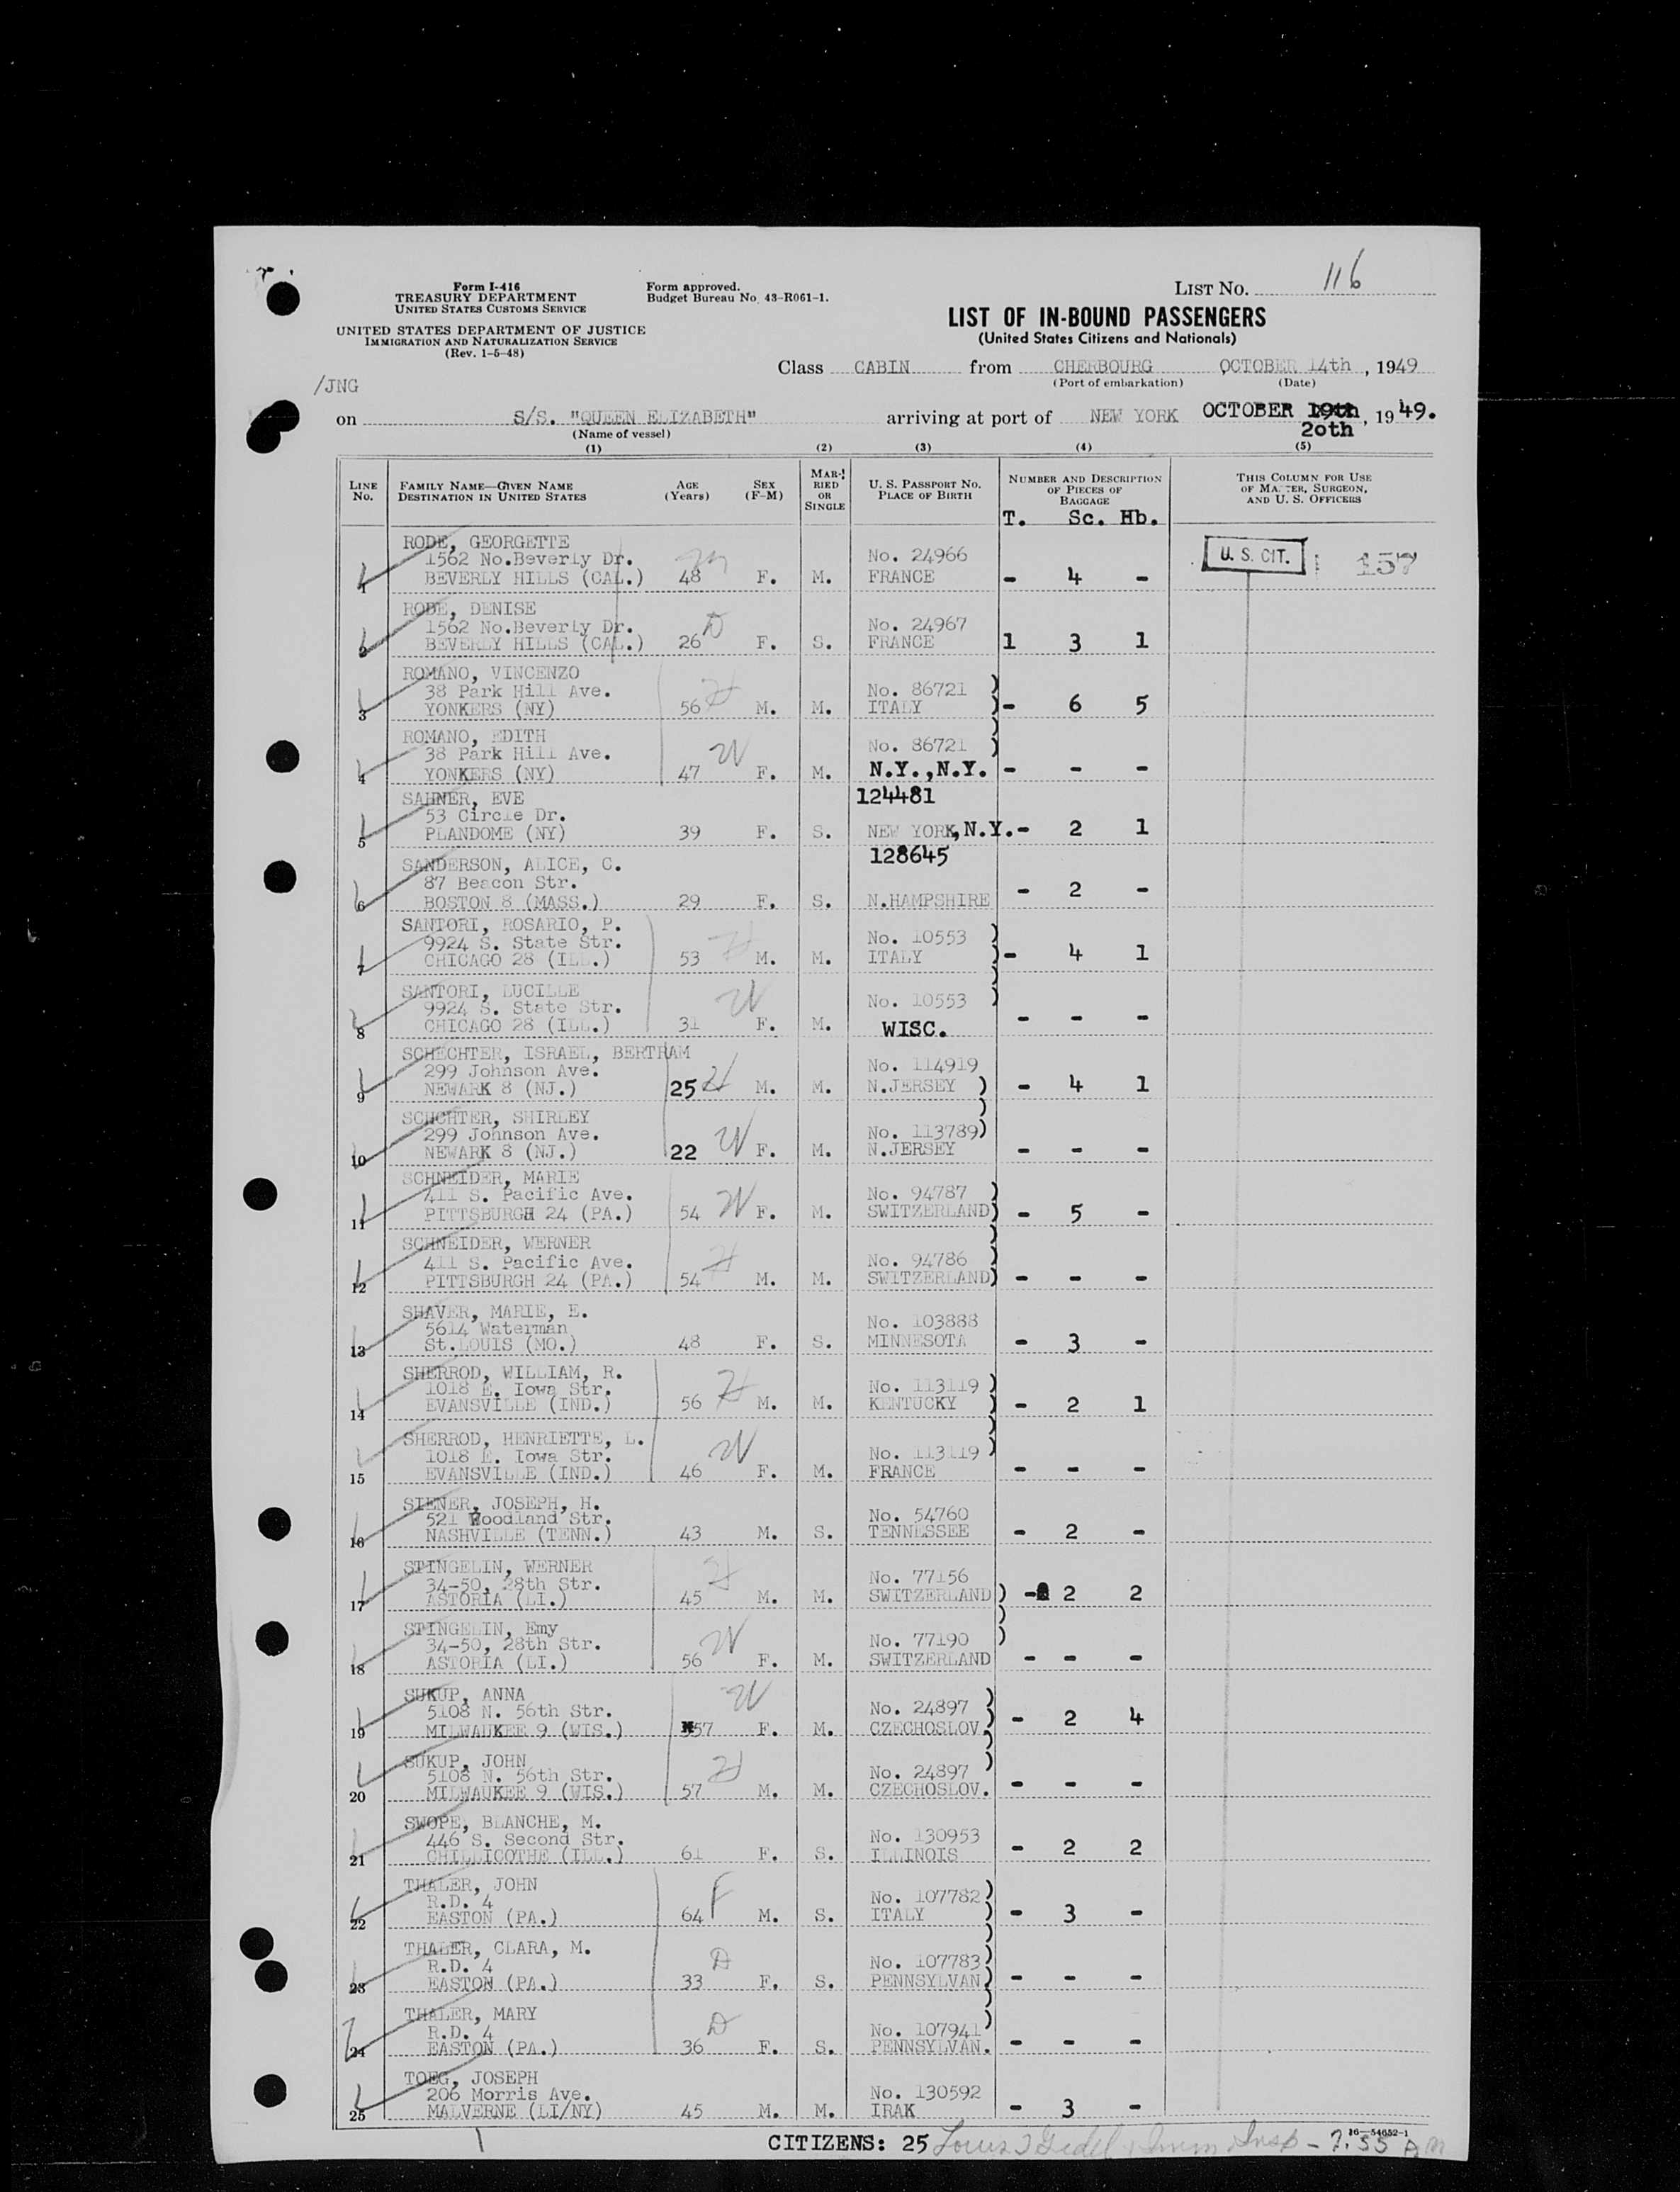 Form I-416
TREASURY DEPARTMENT
UNITED STATES CUSTOMS SERVICE
UNITED STATES DEPARTMENT OF JUSTICE
IMMIGRATION AND NATURALIZATION SERVICE
(Rev. 1-5-48)
Form approved.
Budget Bureau No. 43-R061-1.
LIST NO. 116
LIST OF IN-BOUND PASSENGERS
(United States Citizens and Nationals)
Class CABIN from CHERBOURG OCTOBER 14th, 1949
(Port of embarkation) (Date)
/JNG
on S/S. "QUEEN ELIZABETH" arriving at port of NEW YORK OCTOBER 19th, 1949.
(Name of vessel) 20th
(1) (2) (3) (4) (5)
LINE No. FAMILY NAME—GIVEN NAME DESTINATION IN UNITED STATES AGE (Years) SEX (F-M) MARRIED OR SINGLE U. S. PASSPORT NO. PLACE OF BIRTH NUMBER AND DESCRIPTION OF PIECES OF BAGGAGE THIS COLUMN FOR USE OF MASTER, SURGEON, AND U. S. OFFICERS
T. Sc. Hb.
RODE, GEORGETTE
1562 No.Beverly Dr. No. 24966 U. S. CIT. 157
1 BEVERLY HILLS (CAL.) 48 m F. M. FRANCE - 4 -
RODE, DENISE
1562 No.Beverly Dr. D No. 24967
2 BEVERLY HILLS (CAL.) 26 F. S. FRANCE 1 3 1
ROMANO, VINCENZO
38 Park Hill Ave. H No. 86721 )
3 YONKERS (NY) 56 M. M. ITALY ) - 6 5
ROMANO, EDITH
38 Park Hill Ave. W No. 86721 )
4 YONKERS (NY) 47 F. M. N.Y.,N.Y. - - -
SAHNER, EVE 124481
53 Circle Dr.
5 PLANDOME (NY) 39 F. S. NEW YORK,N.Y. - 2 1
SANDERSON, ALICE, C. 128645
87 Beacon Str.
6 BOSTON 8 (MASS.) 29 F. S. N.HAMPSHIRE - 2 -
SANTORI, ROSARIO, P.
9924 S. State Str. H No. 10553 )
7 CHICAGO 28 (ILL.) 53 M. M. ITALY ) - 4 1
SANTORI, LUCILLE
9924 S. State Str. W No. 10553 )
8 CHICAGO 28 (ILL.) 31 F. M. WISC. - - -
SCHECHTER, ISRAEL, BERTRAM
299 Johnson Ave. No. 114919
9 NEWARK 8 (NJ.) 25 H M. M. N.JERSEY ) - 4 1
SCHCHTER, SHIRLEY
299 Johnson Ave. No. 113789)
10 NEWARK 8 (NJ.) 22 W F. M. N.JERSEY - - -
SCHNEIDER, MARIE
411 S. Pacific Ave. No. 94787 )
11 PITTSBURGH 24 (PA.) 54 W F. M. SWITZERLAND) - 5 -
SCHNEIDER, WERNER
411 S. Pacific Ave. H No. 94786 )
12 PITTSBURGH 24 (PA.) 54 M. M. SWITZERLAND) - - -
SHAVER, MARIE, E.
5614 Waterman No. 103888
13 St.LOUIS (MO.) 48 F. S. MINNESOTA - 3 -
SHERROD, WILLIAM, R.
1018 E. Iowa Str. H No. 113119 )
14 EVANSVILLE (IND.) 56 M. M. KENTUCKY ) - 2 1
SHERROD, HENRIETTE, L.
1018 E. Iowa Str. W No. 113119 )
15 EVANSVILLE (IND.) 46 F. M. FRANCE - - -
SIENER, JOSEPH, H.
521 Woodland Str. No. 54760
16 NASHVILLE (TENN.) 43 M. S. TENNESSEE - 2 -
STINGELIN, WERNER
34-50, 28th Str. H No. 77156
17 ASTORIA (LI.) 45 M. M. SWITZERLAND) - 2 2
STINGELIN, Emy
34-50, 28th Str. W No. 77190 )
18 ASTORIA (LI.) 56 F. M. SWITZERLAND - - -
SUKUP, ANNA
5108 N. 56th Str. W No. 24897 )
19 MILWAUKEE 9 (WIS.) 57 F. M. CZECHOSLOV. - 2 4
SUKUP, JOHN
5108 N. 56th Str. H No. 24897 )
20 MILWAUKEE 9 (WIS.) 57 M. M. CZECHOSLOV. - - -
SWOPE, BLANCHE, M.
446 S. Second Str. No. 130953
21 CHILLICOTHE (ILL.) 61 F. S. ILLINOIS - 2 2
THALER, JOHN
R.D. 4 F No. 107782)
22 EASTON (PA.) 64 M. S. ITALY ) - 3 -
THALER, CLARA, M.
R.D. 4 D No. 107783)
23 EASTON (PA.) 33 F. S. PENNSYLVAN. - - -
THALER, MARY
R.D. 4 D No. 107941)
24 EASTON (PA.) 36 F. S. PENNSYLVAN. - - -
TOEG, JOSEPH
206 Morris Ave. No. 130592
25 MALVERNE (LI/NY) 45 M. M. IRAK - 3 -
16—54652-1
CITIZENS: 25 Louis Imm. Insp - 7.55 Am